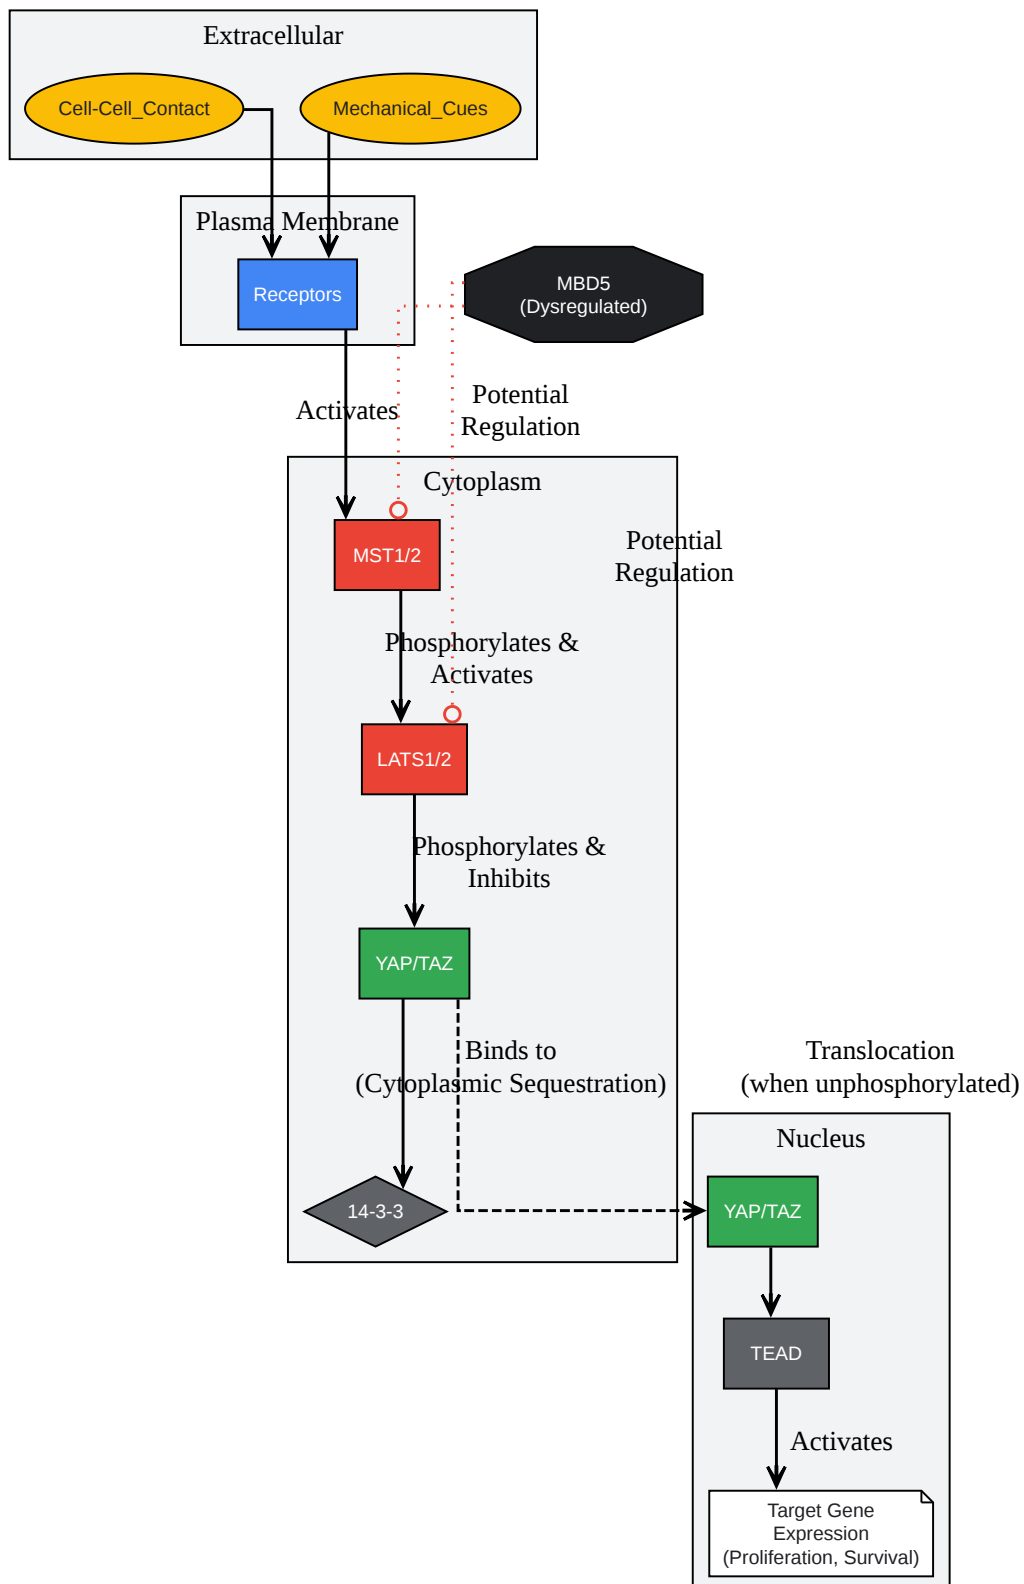 Extracellular
Cell-Cell_Contact
Mechanical_Cues
Plasma Membrane
Receptors
MBD5
(Dysregulated)
Activates
Potential
Regulation
Cytoplasm
MST1/2
Potential
Regulation
Phosphorylates &
Activates
LATS1/2
Phosphorylates &
Inhibits
YAP/TAZ
Binds to
(Cytoplasmic Sequestration)
Translocation
(when unphosphorylated)
Nucleus
14-3-3
YAP/TAZ
TEAD
Activates
Target Gene
Expression
(Proliferation, Survival)